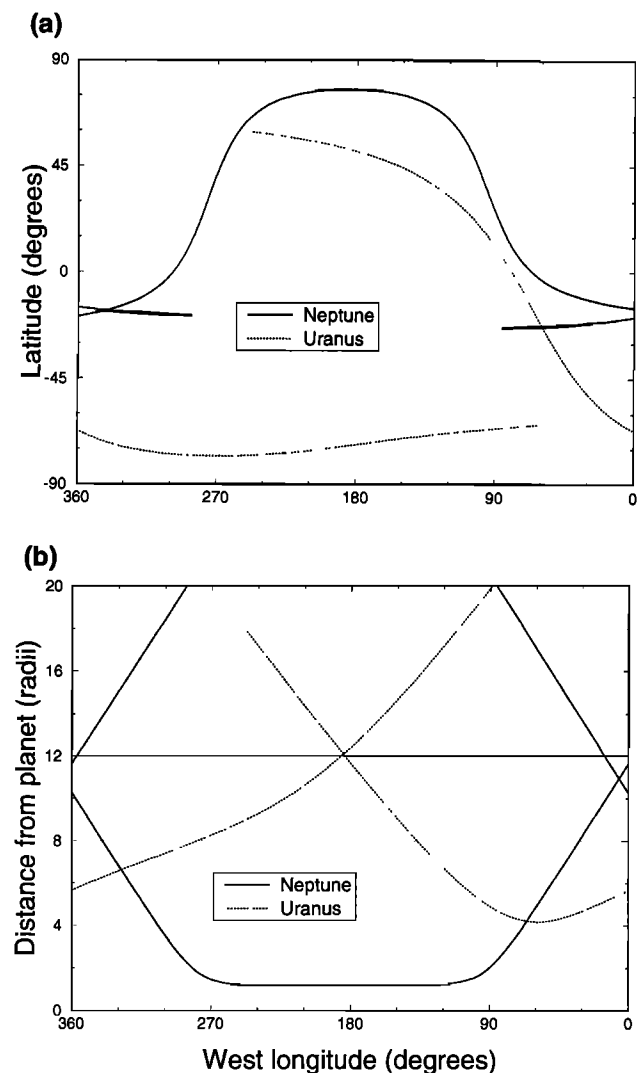 (a)
90
45
0
-45
-90
Latitude (degrees)
Neptune
Uranus
360
270
180
90
0
(b)
20
16
12
8
4
0
Distance from planet (radii)
Neptune
Uranus
360
270
180
90
0
West longitude (degrees)